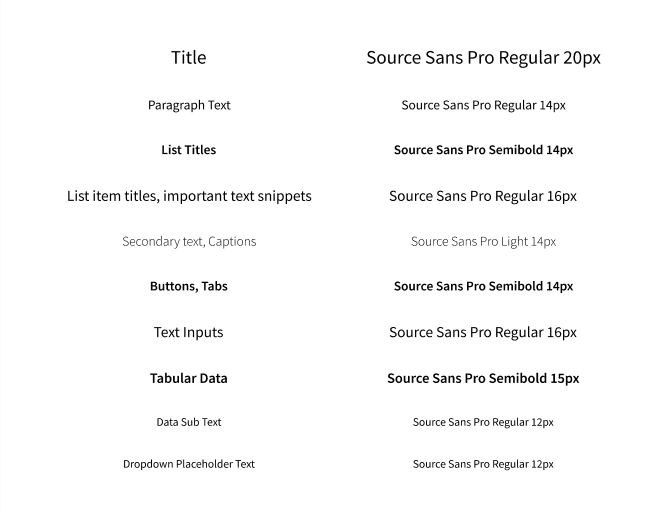 Title Source Sans Pro Regular 20px
Paragraph Text Source Sans Pro Regular 14px
List Titles Source Sans Pro Semibold 14px
List item titles, important text snippets Source Sans Pro Regular 16px
Secondary text, Captions Source Sans Pro Light 14px
Buttons, Tabs Source Sans Pro Semibold 14px
Text Inputs Source Sans Pro Regular 16px
Tabular Data Source Sans Pro Semibold 15px
Data Sub Text Source Sans Pro Regular 12px
Dropdown Placeholder Text Source Sans Pro Regular 12px